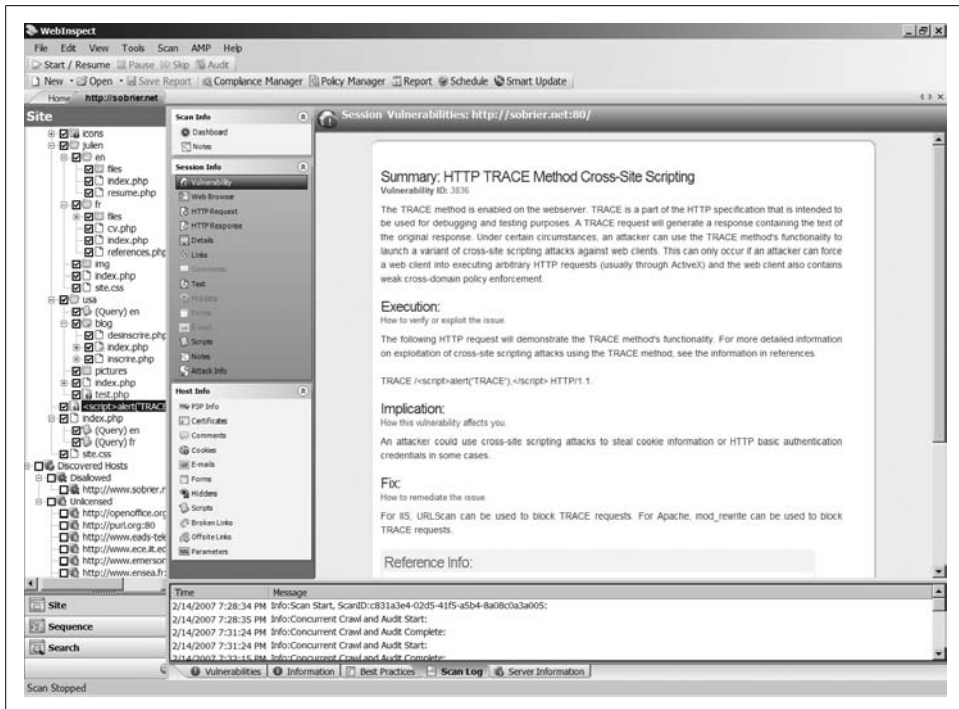 WebInspect
File Edit View Tools Scan AMP Help
Start / Resume Pause Skip Audit
New Open Save Report Compliance Manager Policy Manager Report Schedule Smart Update
Home http://sobrier.net
Site
icons
julien
en
files
index.php
resume.php
fr
files
cv.php
index.php
references.php
img
index.php
site.css
usa
(Query) en
blog
desinscrire.php
index.php
inscrire.php
pictures
index.php
test.php
<script>alert('TRACE
index.php
(Query) en
(Query) fr
site.css
Discovered Hosts
Disallowed
http://www.sobrier.n
Unlicensed
http://openoffice.org
http://purl.org:80
http://www.eads-tel
http://www.ece.iit.ed
http://www.emerson
http://www.ensea.fr:
Site
Sequence
Search
Scan Info
Dashboard
Notes
Session Info
Vulnerability
Web Browser
HTTP Request
HTTP Response
Details
Links
Comments
Text
Hiddens
Forms
E-mail
Scripts
Notes
Attack Info
Host Info
P3P Info
Certificates
Comments
Cookies
E-mails
Forms
Hiddens
Scripts
Broken Links
Offsite Links
Parameters
Session Vulnerabilities: http://sobrier.net:80/
Summary: HTTP TRACE Method Cross-Site Scripting
Vulnerability ID: 3836
The TRACE method is enabled on the webserver. TRACE is a part of the HTTP specification that is intended to
be used for debugging and testing purposes. A TRACE request will generate a response containing the text of
the original response. Under certain circumstances, an attacker can use the TRACE method's functionality to
launch a variant of cross-site scripting attacks against web clients. This can only occur if an attacker can force
a web client into executing arbitrary HTTP requests (usually through ActiveX) and the web client also contains
weak cross-domain policy enforcement.
Execution:
How to verify or exploit the issue.
The following HTTP request will demonstrate the TRACE method's functionality. For more detailed information
on exploitation of cross-site scripting attacks using the TRACE method, see the information in references.
TRACE /<script>alert('TRACE');</script> HTTP/1.1.
Implication:
How this vulnerability affects you.
An attacker could use cross-site scripting attacks to steal cookie information or HTTP basic authentication
credentials in some cases.
Fix:
How to remediate the issue.
For IIS, URLScan can be used to block TRACE requests. For Apache, mod_rewrite can be used to block
TRACE requests.
Reference Info:
Time Message
2/14/2007 7:28:34 PM Info:Scan Start, ScanID:c831a3e4-02d5-41f5-a5b4-8a08c0a3a005:
2/14/2007 7:28:35 PM Info:Concurrent Crawl and Audit Start:
2/14/2007 7:31:24 PM Info:Concurrent Crawl and Audit Complete:
2/14/2007 7:31:24 PM Info:Concurrent Crawl and Audit Start:
2/14/2007 7:32:15 PM Info:Concurrent Crawl and Audit Complete:
Vulnerabilities Information Best Practices Scan Log Server Information
Scan Stopped